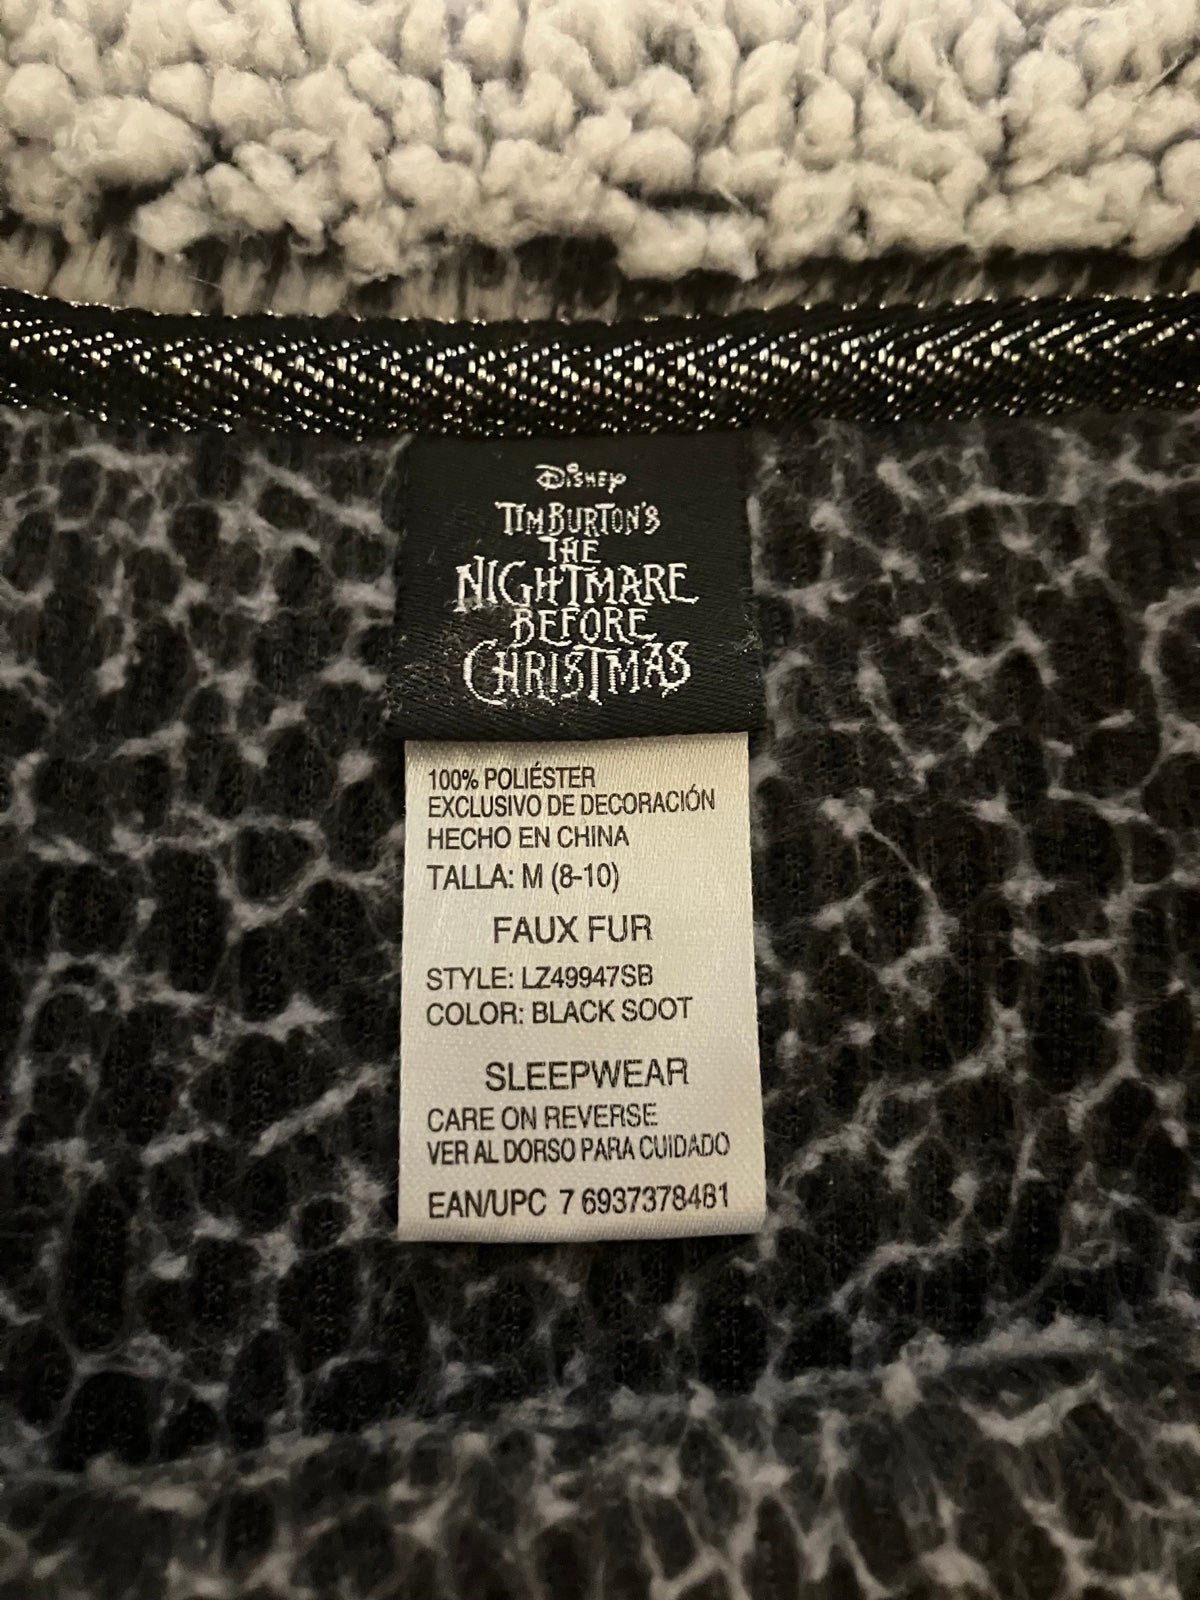 Disney
TIM BURTON'S
THE
NIGHTMARE
BEFORE
CHRISTMAS
100% POLIÉSTER
EXCLUSIVO DE DECORACIÓN
HECHO EN CHINA
TALLA: M (8-10)
FAUX FUR
STYLE: LZ49947SB
COLOR: BLACK SOOT
SLEEPWEAR
CARE ON REVERSE
VER AL DORSO PARA CUIDADO
EAN/UPC 7 6937378481